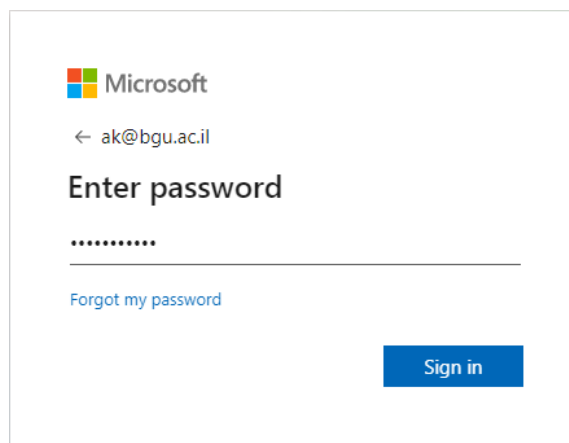 Microsoft
← ak@bgu.ac.il
Enter password
•••••••••••
Forgot my password
Sign in